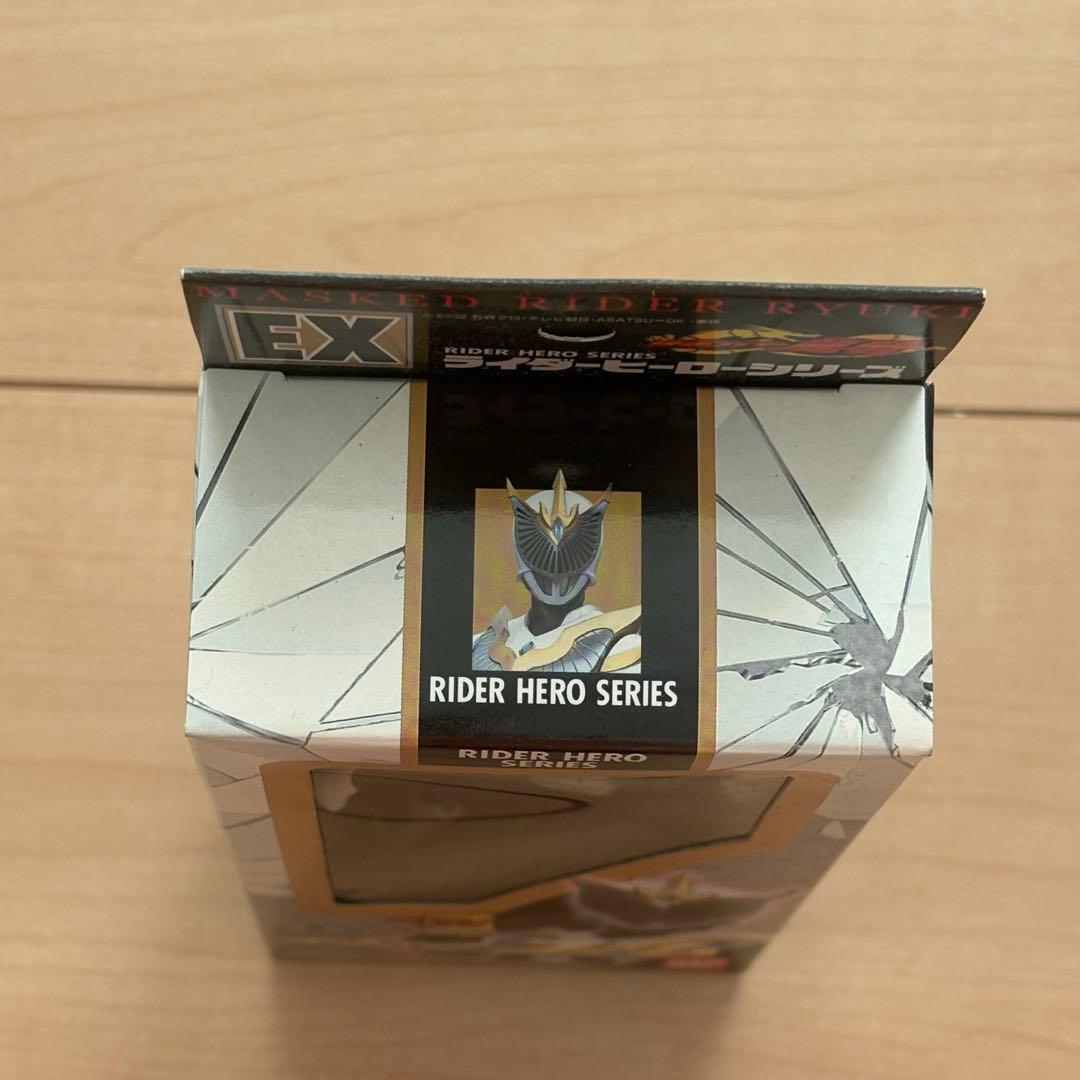 MASKED RIDER RYUKI
EX
RIDER HERO SERIES
ライダーヒーローシリーズ
RIDER HERO SERIES
RIDER HERO
SERIES